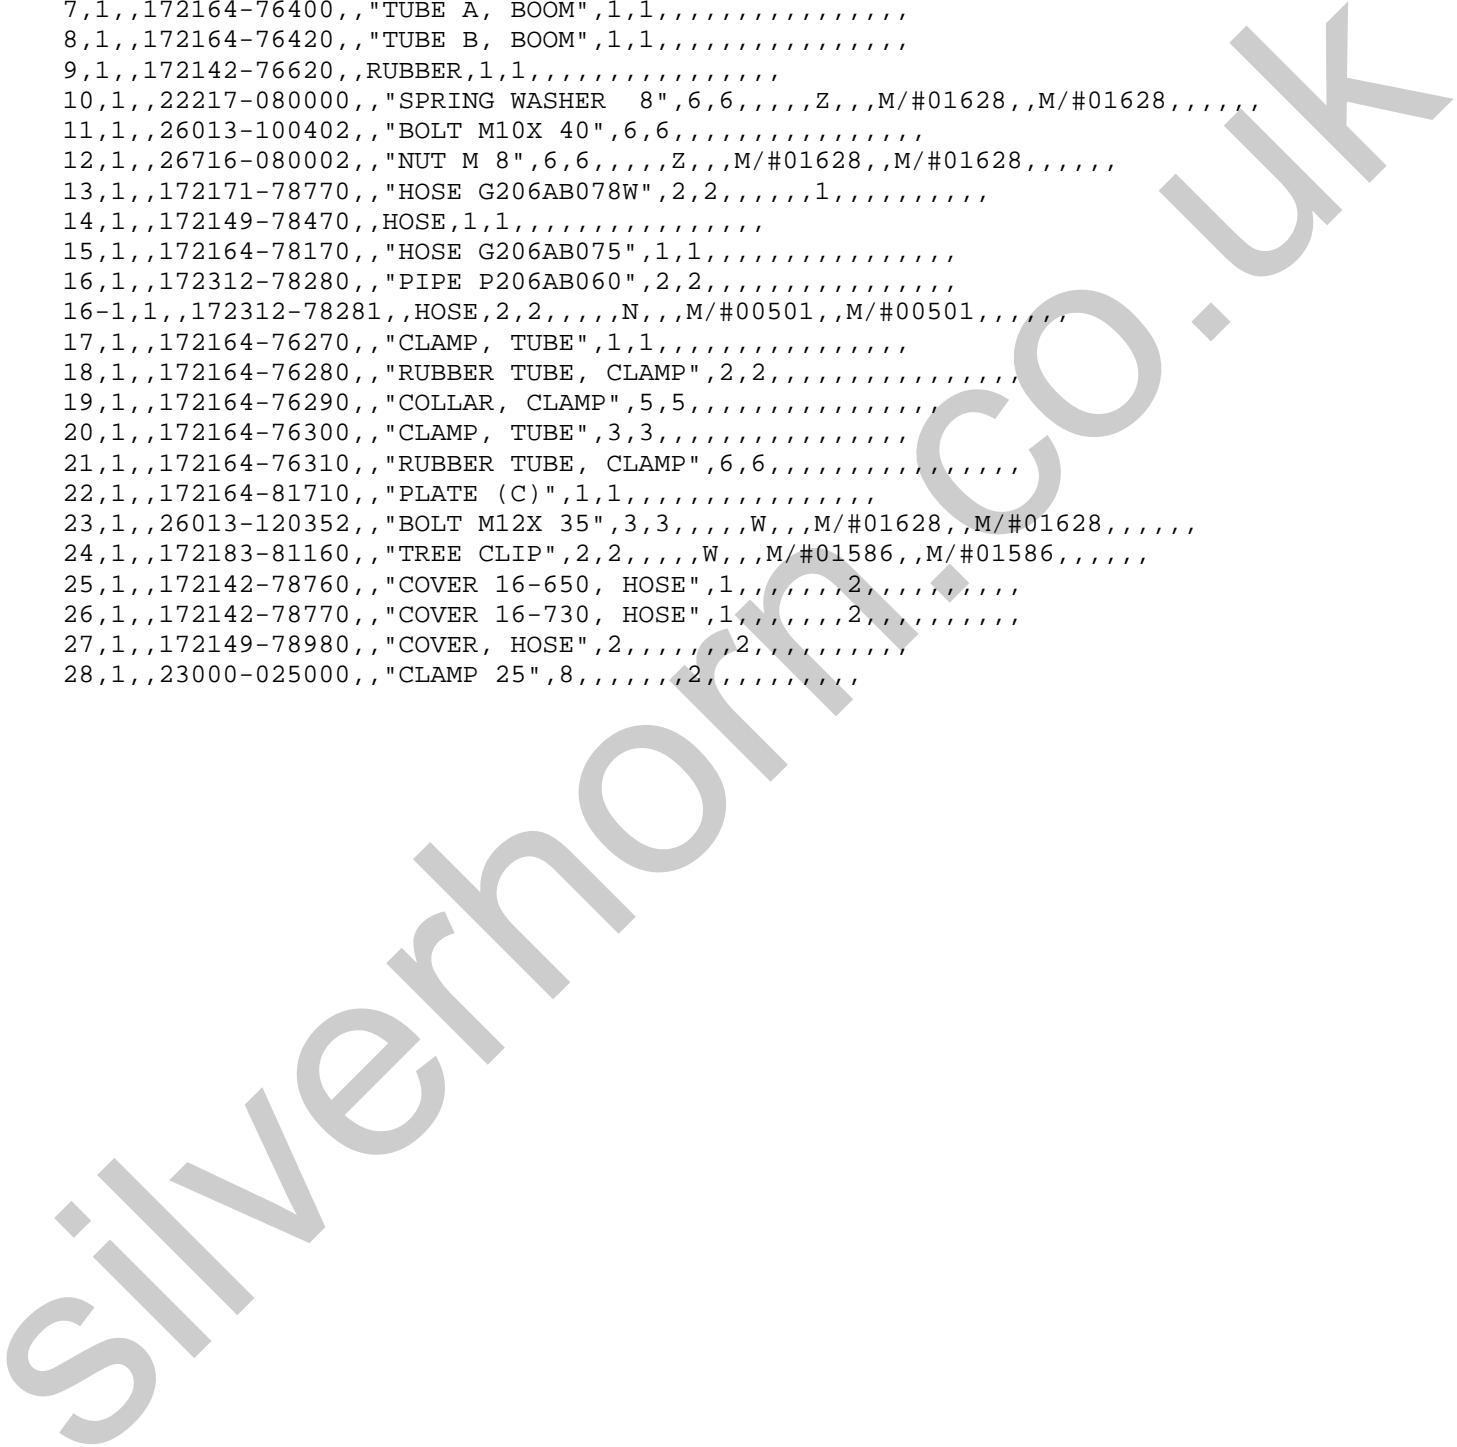 7,1,,172164-76400,,"TUBE A, BOOM",1,1,,,,,,,,,,,,,,,,
8,1,,172164-76420,,"TUBE B, BOOM",1,1,,,,,,,,,,,,,,,,
9,1,,172142-76620,,RUBBER,1,1,,,,,,,,,,,,,,,,
10,1,,22217-080000,,"SPRING WASHER  8",6,6,,,,,Z,,,M/#01628,,M/#01628,,,,,,
11,1,,26013-100402,,"BOLT M10X 40",6,6,,,,,,,,,,,,,,,,
12,1,,26716-080002,,"NUT M 8",6,6,,,,,Z,,,M/#01628,,M/#01628,,,,,,
13,1,,172171-78770,,"HOSE G206AB078W",2,2,,,,,,1,,,,,,,,,,
14,1,,172149-78470,,HOSE,1,1,,,,,,,,,,,,,,,,
15,1,,172164-78170,,"HOSE G206AB075",1,1,,,,,,,,,,,,,,,,
16,1,,172312-78280,,"PIPE P206AB060",2,2,,,,,,,,,,,,,,,,
16-1,1,,172312-78281,,HOSE,2,2,,,,,N,,,M/#00501,,M/#00501,,,,,,
17,1,,172164-76270,,"CLAMP, TUBE",1,1,,,,,,,,,,,,,,,,
18,1,,172164-76280,,"RUBBER TUBE, CLAMP",2,2,,,,,,,,,,,,,,,,
19,1,,172164-76290,,"COLLAR, CLAMP",5,5,,,,,,,,,,,,,,,,
20,1,,172164-76300,,"CLAMP, TUBE",3,3,,,,,,,,,,,,,,,,
21,1,,172164-76310,,"RUBBER TUBE, CLAMP",6,6,,,,,,,,,,,,,,,,
22,1,,172164-81710,,"PLATE (C)",1,1,,,,,,,,,,,,,,,,
23,1,,26013-120352,,"BOLT M12X 35",3,3,,,,,W,,,M/#01628,,M/#01628,,,,,,
24,1,,172183-81160,,"TREE CLIP",2,2,,,,,W,,,M/#01586,,M/#01586,,,,,,
25,1,,172142-78760,,"COVER 16-650, HOSE",1,,,,,,,2,,,,,,,,,,
26,1,,172142-78770,,"COVER 16-730, HOSE",1,,,,,,,2,,,,,,,,,,
27,1,,172149-78980,,"COVER, HOSE",2,,,,,,,2,,,,,,,,,,
28,1,,23000-025000,,"CLAMP 25",8,,,,,,,2,,,,,,,,,,
silverhorn.co.uk